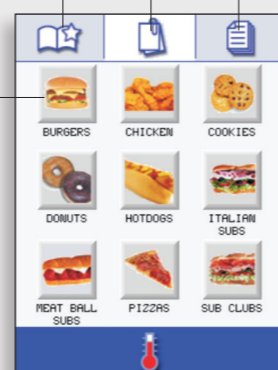 BURGERS
CHICKEN
COOKIES
DONUTS
HOTDOGS
ITALIAN
SUBS
MEAT BALL
SUBS
PIZZAS
SUB CLUBS